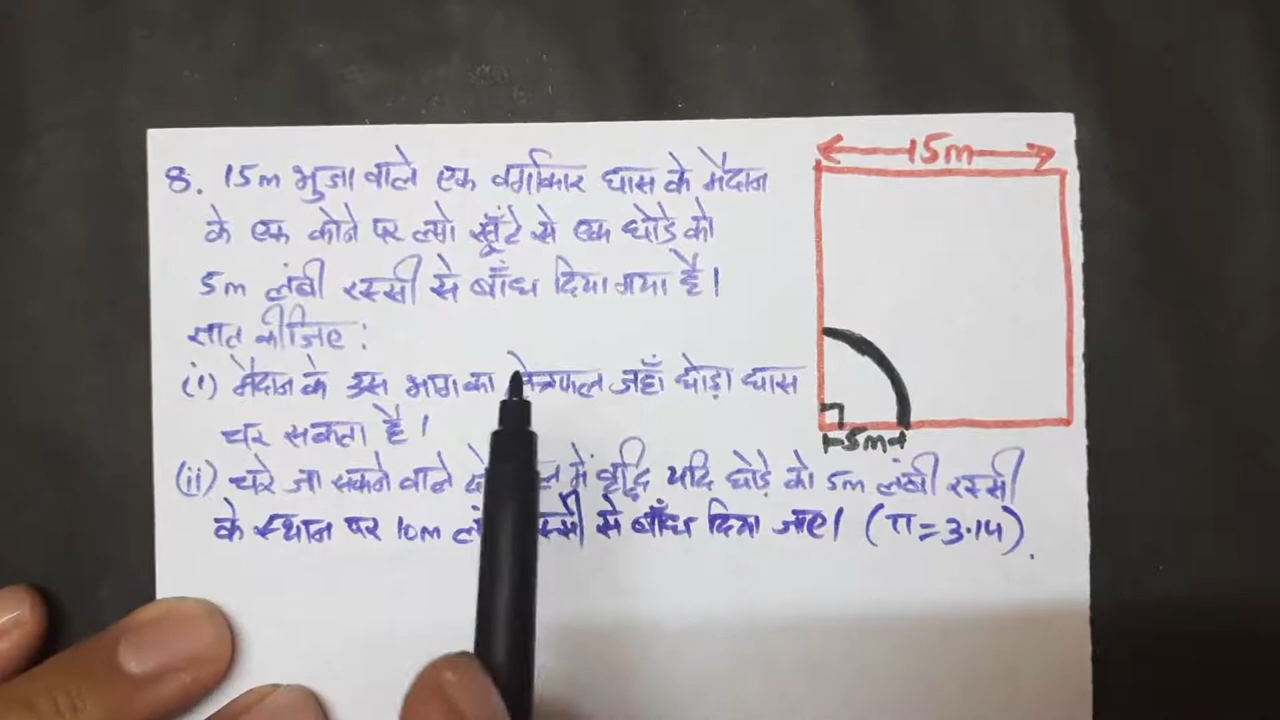 8. 15m भुजा वाले एक वर्गाकार घास के मैदान
के एक कोने पर लगे खूँटे से एक घोड़े को
5m लंबी रस्सी से बाँध दिया गया है।
ज्ञात कीजिए :
(i) मैदान के उस भाग का क्षेत्रफल जहाँ घोड़ा घास
चर सकता है।
(ii) चरे जा सकने वाले में वृद्धि यदि घोड़े को 5m लंबी रस्सी
के स्थान पर 10m से बाँध दिया जाए। (π=3.14).
15m
5m